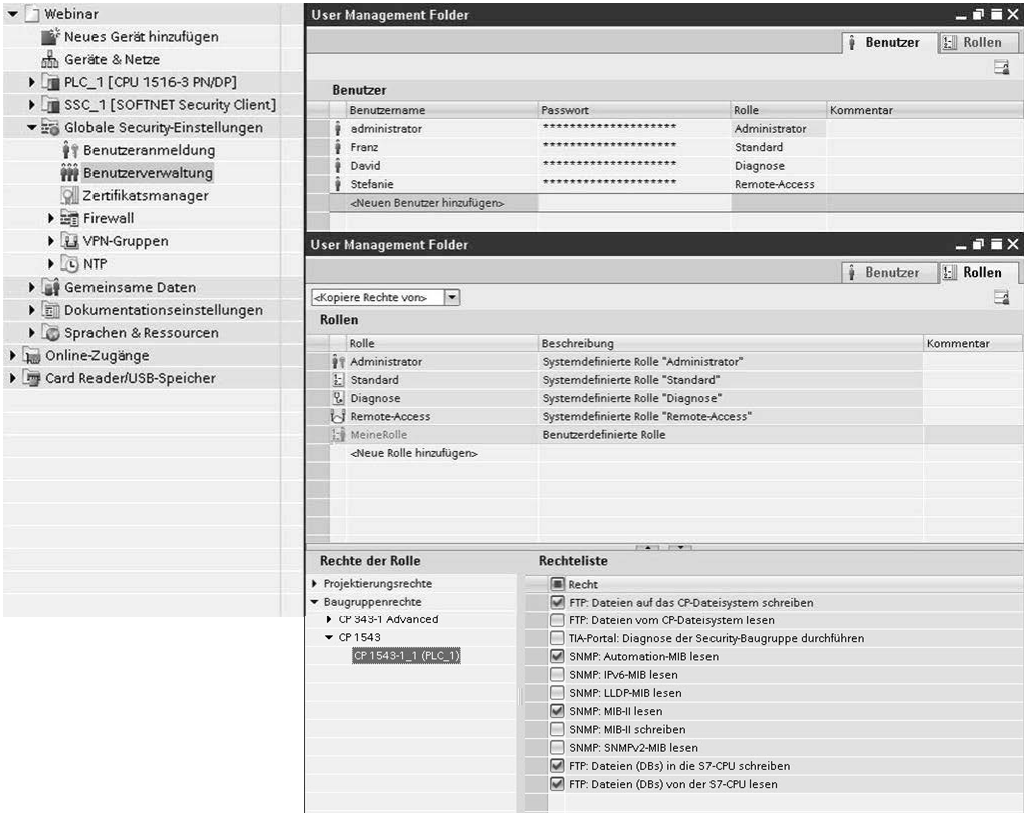 Webinar
Neues Gerät hinzufügen
Geräte & Netze
PLC_1 [CPU 1516-3 PN/DP]
SSC_1 [SOFTNET Security Client]
Globale Security-Einstellungen
Benutzeranmeldung
Benutzerverwaltung
Zertifikatsmanager
Firewall
VPN-Gruppen
NTP
Gemeinsame Daten
Dokumentationseinstellungen
Sprachen & Ressourcen
Online-Zugänge
Card Reader/USB-Speicher
User Management Folder
Benutzer Rollen
Benutzer
Benutzername Passwort Rolle Kommentar
administrator ******************** Administrator
Franz ******************** Standard
David ******************** Diagnose
Stefanie ******************** Remote-Access
<Neuen Benutzer hinzufügen>
User Management Folder
Benutzer Rollen
<Kopiere Rechte von>
Rollen
Rolle Beschreibung Kommentar
Administrator Systemdefinierte Rolle "Administrator"
Standard Systemdefinierte Rolle "Standard"
Diagnose Systemdefinierte Rolle "Diagnose"
Remote-Access Systemdefinierte Rolle "Remote-Access"
MeineRolle Benutzerdefinierte Rolle
<Neue Rolle hinzufügen>
Rechte der Rolle
Projektierungsrechte
Baugruppenrechte
CP 343-1 Advanced
CP 1543
CP 1543-1_1 (PLC_1)
Rechteliste
Recht
FTP: Dateien auf das CP-Dateisystem schreiben
FTP: Dateien vom CP-Dateisystem lesen
TIA-Portal: Diagnose der Security-Baugruppe durchführen
SNMP: Automation-MIB lesen
SNMP: IPv6-MIB lesen
SNMP: LLDP-MIB lesen
SNMP: MIB-II lesen
SNMP: MIB-II schreiben
SNMP: SNMPv2-MIB lesen
FTP: Dateien (DBs) in die S7-CPU schreiben
FTP: Dateien (DBs) von der S7-CPU lesen